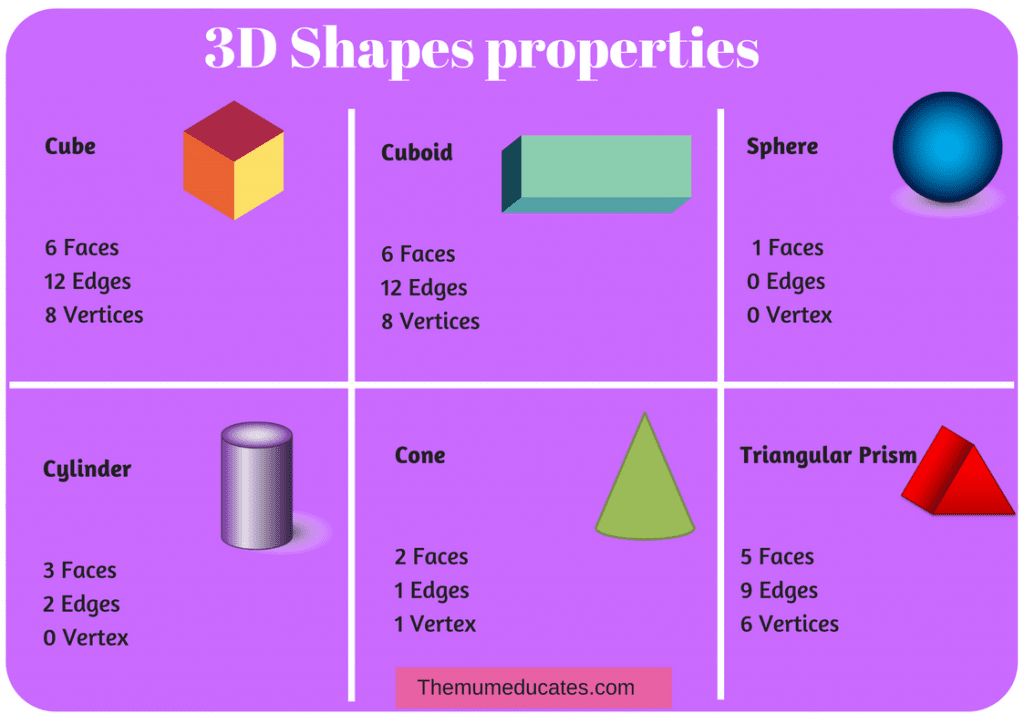 3D Shapes properties
Cube
6 Faces
12 Edges
8 Vertices
Cuboid
6 Faces
12 Edges
8 Vertices
Sphere
1 Faces
0 Edges
0 Vertex
Cylinder
3 Faces
2 Edges
0 Vertex
Cone
2 Faces
1 Edges
1 Vertex
Triangular Prism
5 Faces
9 Edges
6 Vertices
Themumeducates.com